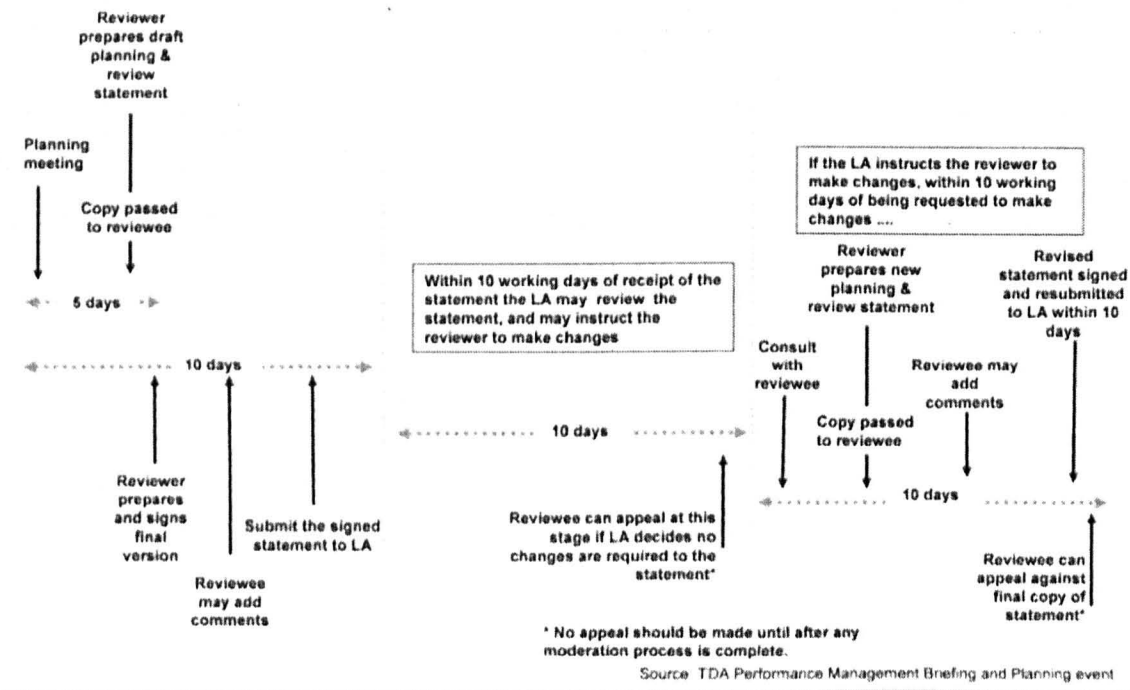 Reviewer
prepares draft
planning &
review
statement
Planning
meeting
Copy passed
to reviewee
5 days
10 days
Reviewer
prepares
and signs
final
version
Reviewee
may add
comments
Submit the signed
statement to LA
Within 10 working days of receipt of the
statement the LA may review the
statement, and may instruct the
reviewer to make changes
10 days
Reviewee can appeal at this
stage if LA decides no
changes are required to the
statement*
If the LA instructs the reviewer to
make changes, within 10 working
days of being requested to make
changes ....
Reviewer
prepares new
planning &
review statement
Revised
statement signed
and resubmitted
to LA within 10
days
Consult
with
reviewee
Reviewee may
add
comments
Copy passed
to reviewee
10 days
Reviewee can
appeal against
final copy of
statement*
* No appeal should be made until after any
moderation process is complete.
Source TDA Performance Management Briefing and Planning event